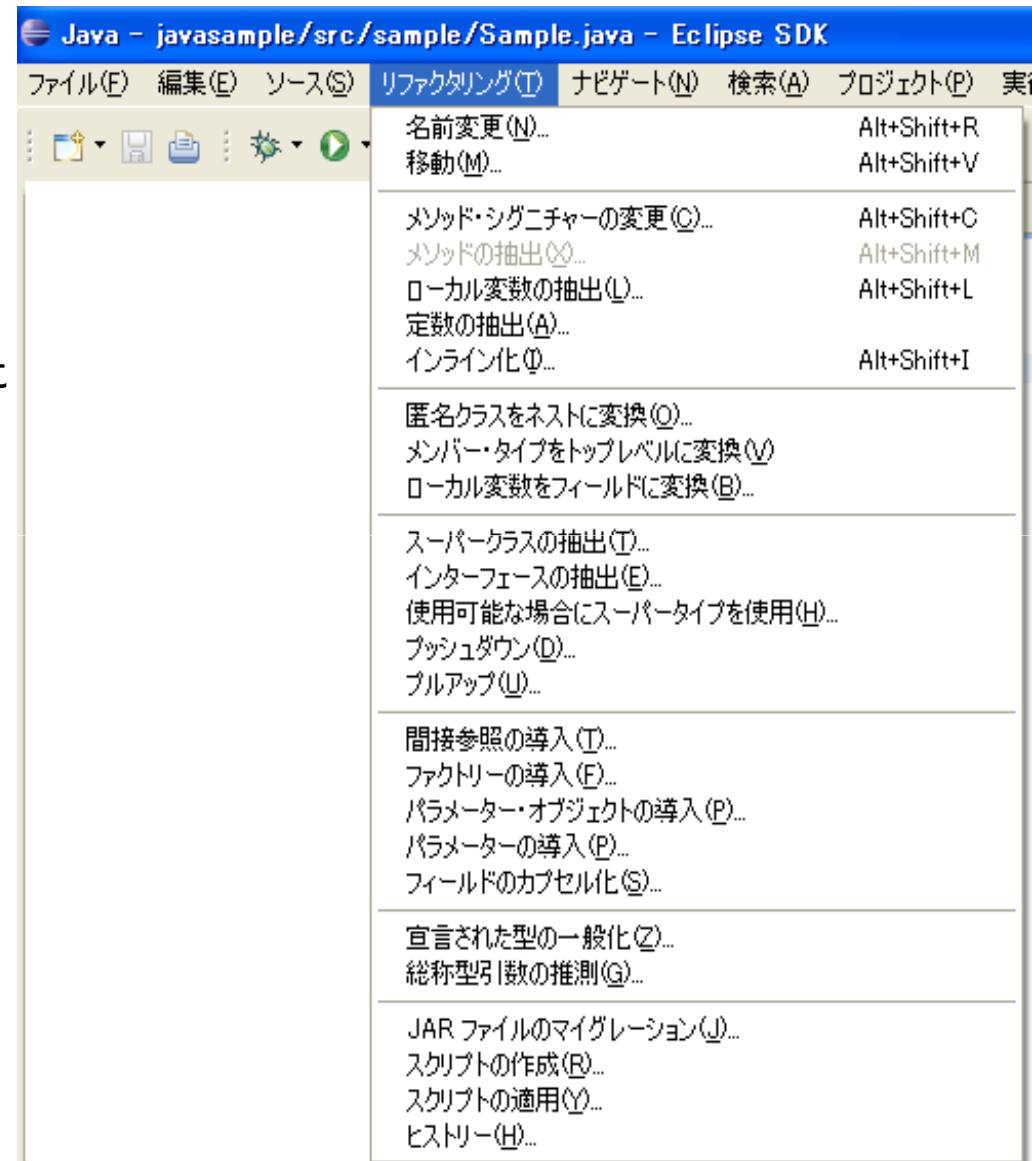 Java - javasample/src/sample/Sample.java - Eclipse SDK
ファイル(F) 編集(E) ソース(S) リファクタリング(T) ナビゲート(N) 検索(A) プロジェクト(P)
名前変更(N)... Alt+Shift+R
移動(M)... Alt+Shift+V
メソッド・シグニチャーの変更(C)... Alt+Shift+C
メソッドの抽出(X)... Alt+Shift+M
ローカル変数の抽出(L)... Alt+Shift+L
定数の抽出(A)...
インライン化(I)... Alt+Shift+I
匿名クラスをネストに変換(O)...
メンバー・タイプをトップレベルに変換(V)
ローカル変数をフィールドに変換(B)...
スーパークラスの抽出(T)...
インターフェースの抽出(E)...
使用可能な場合にスーパータイプを使用(H)...
プッシュダウン(D)...
プルアップ(U)...
間接参照の導入(T)...
ファクトリーの導入(F)...
パラメーター・オブジェクトの導入(P)...
パラメーターの導入(P)...
フィールドのカプセル化(S)...
宣言された型の一般化(Z)...
総称型引数の推測(G)...
JAR ファイルのマイグレーション(J)...
スクリプトの作成(R)...
スクリプトの適用(Y)...
ヒストリー(H)...